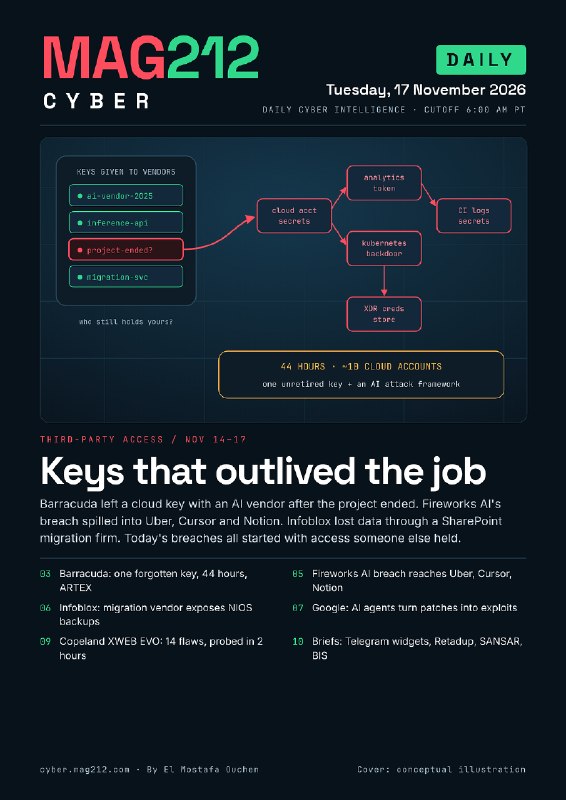 MAG212
CYBER
DAILY
Tuesday, 17 November 2026
DAILY CYBER INTELLIGENCE · CUTOFF 6:00 AM PT
KEYS GIVEN TO VENDORS
ai-vendor-2025
inference-api
project-ended?
migration-svc
who still holds yours?
cloud acct
secrets
analytics
token
CI logs
secrets
kubernetes
backdoor
XOR creds
store
44 HOURS · ~10 CLOUD ACCOUNTS
one unretired key + an AI attack framework
THIRD-PARTY ACCESS / NOV 14–17
Keys that outlived the job
Barracuda left a cloud key with an AI vendor after the project ended. Fireworks AI's
breach spilled into Uber, Cursor and Notion. Infoblox lost data through a SharePoint
migration firm. Today's breaches all started with access someone else held.
03 Barracuda: one forgotten key, 44 hours,
ARTEX
05 Fireworks AI breach reaches Uber, Cursor,
Notion
06 Infoblox: migration vendor exposes NIOS
backups
07 Google: AI agents turn patches into exploits
09 Copeland XWEB EVO: 14 flaws, probed in 2
hours
10 Briefs: Telegram widgets, Retadup, SANSAR,
BIS
cyber.mag212.com · By El Mostafa Ouchen
Cover: conceptual illustration